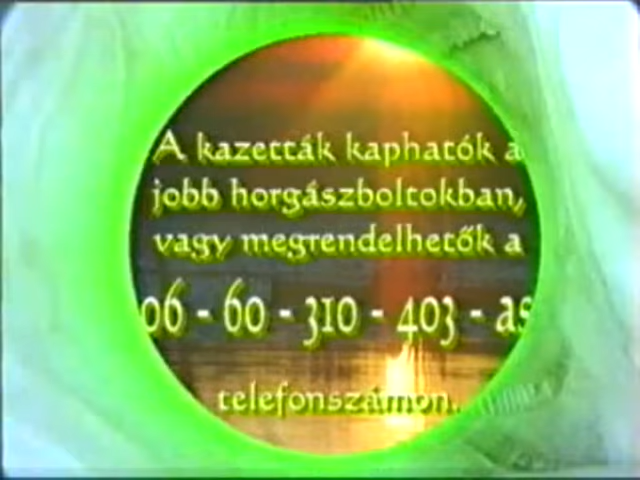 A kazetták kaphatók a
jobb horgászboltokban,
vagy megrendelhetők a
06 - 60 - 310 - 403 - as
telefonszámon.